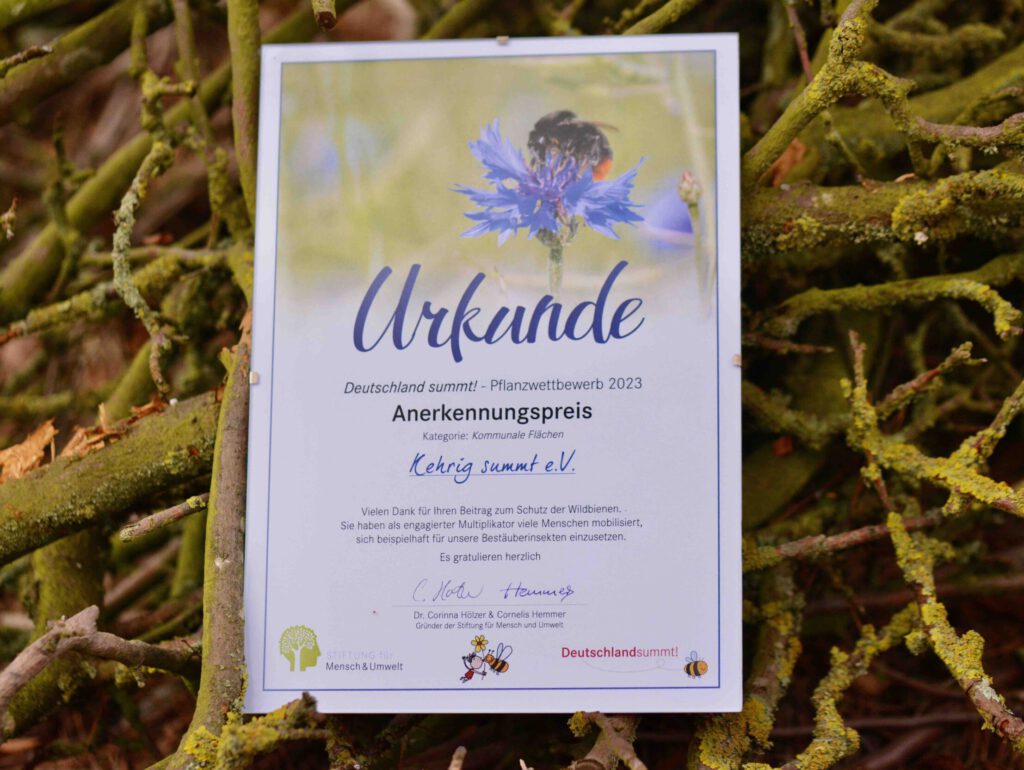 Urkunde
Deutschland summt! - Pflanzwettbewerb 2023
Anerkennungspreis
Kategorie: Kommunale Flächen
Kehrig summt e.V.
Vielen Dank für Ihren Beitrag zum Schutz der Wildbienen.
Sie haben als engagierter Multiplikator viele Menschen mobilisiert,
sich beispielhaft für unsere Bestäuberinsekten einzusetzen.
Es gratulieren herzlich
Hemmer
Dr. Corinna Hölzer & Cornelis Hemmer
Gründer der Stiftung für Mensch und Umwelt
STIFTUNG für
Mensch & Umwelt
Deutschlandsummt!